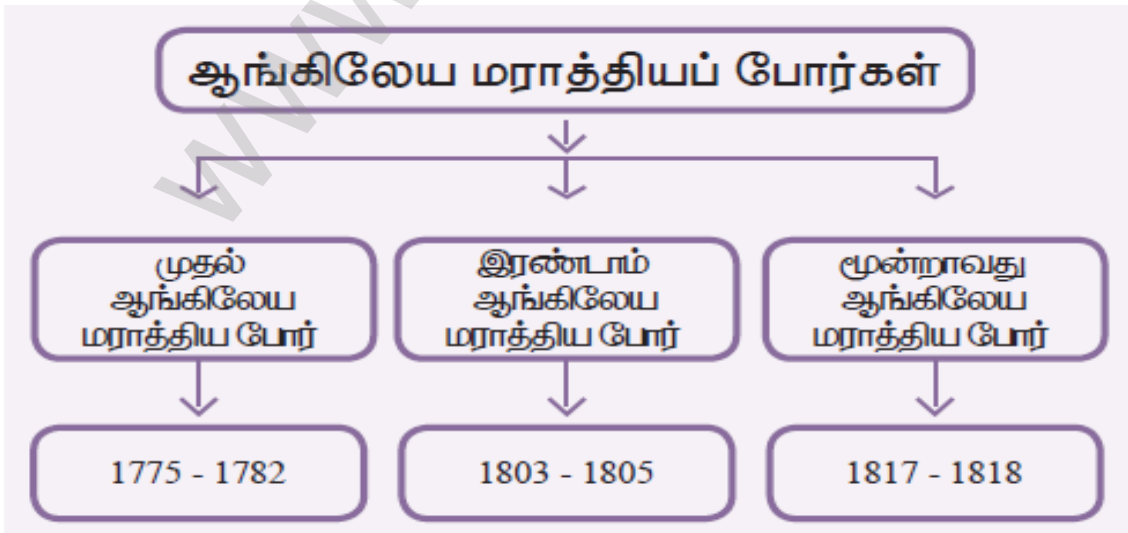 ஆங்கிலேய மராத்தியப் போர்கள்
முதல்
ஆங்கிலேய
மராத்திய போர்
இரண்டாம்
ஆங்கிலேய
மராத்திய போர்
மூன்றாவது
ஆங்கிலேய
மராத்திய போர்
1775 - 1782
1803 - 1805
1817 - 1818